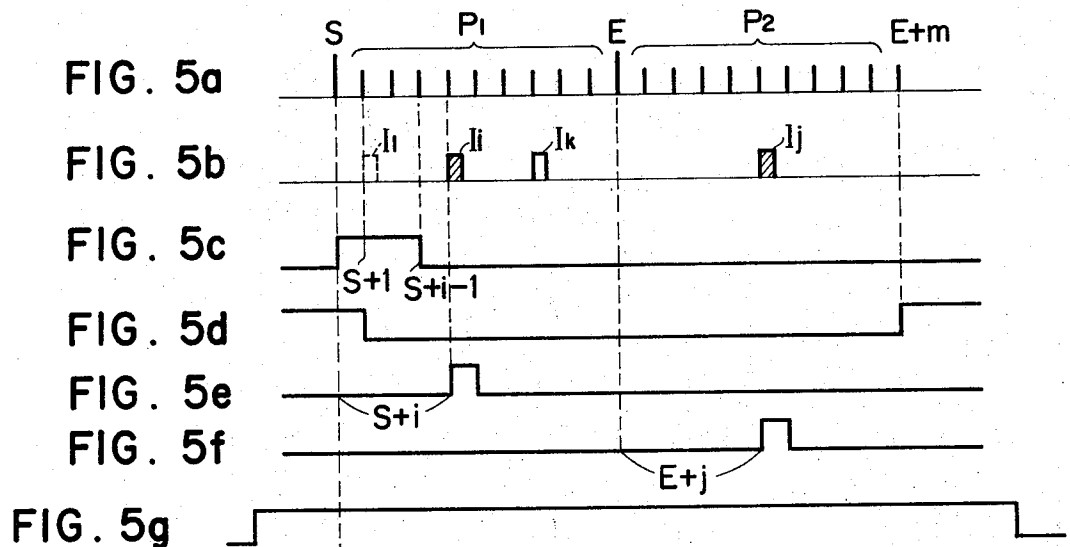 S P1 E P2 E+m
FIG. 5a
FIG. 5b I1 Ii Ik Ij
FIG. 5c
S+1 S+i-1
FIG. 5d
FIG. 5e
S+i
FIG. 5f
E+j
FIG. 5g